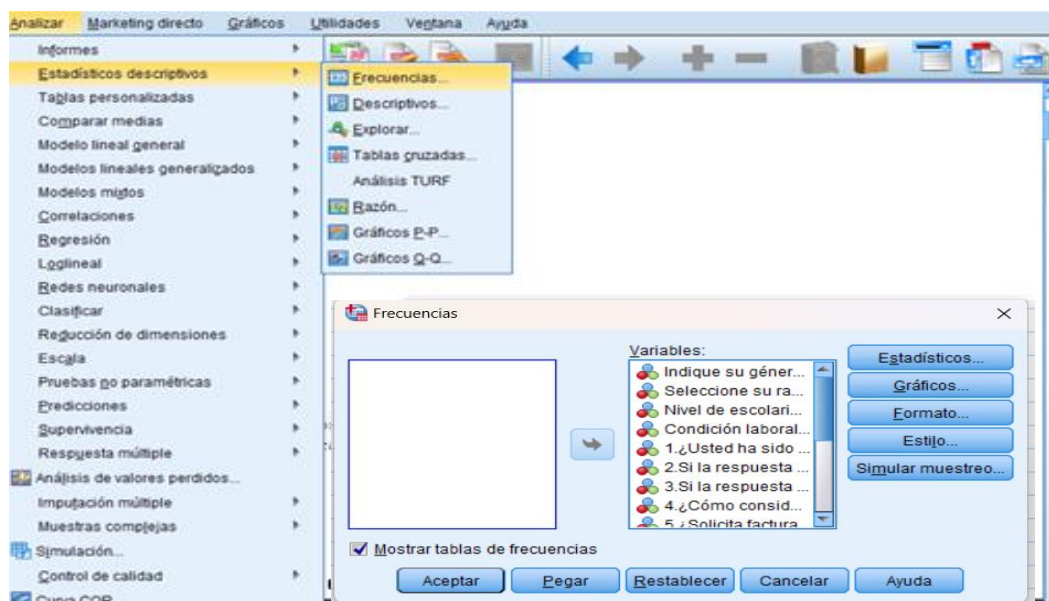 Analizar Marketing directo Gráficos Utilidades Ventana Ayuda
Informes
Estadísticos descriptivos
Tablas personalizadas
Comparar medias
Modelo lineal general
Modelos lineales generalizados
Modelos mixtos
Correlaciones
Regresión
Loglineal
Redes neuronales
Clasificar
Reducción de dimensiones
Escala
Pruebas no paramétricas
Predicciones
Supervivencia
Respuesta múltiple
Análisis de valores perdidos...
Imputación múltiple
Muestras complejas
Simulación...
Control de calidad
Curva COR
Frecuencias...
Descriptivos...
Explorar...
Tablas cruzadas...
Análisis TURF
Razón...
Gráficos P-P...
Gráficos Q-Q...
Frecuencias
Variables:
Indique su géner...
Seleccione su ra...
Nivel de escolari...
Condición laboral...
1.¿Usted ha sido ...
2.Si la respuesta ...
3.Si la respuesta ...
4.¿Cómo consid...
5.¿Solicita factura
Estadísticos...
Gráficos...
Formato...
Estilo...
Simular muestreo...
Mostrar tablas de frecuencias
Aceptar Pegar Restablecer Cancelar Ayuda